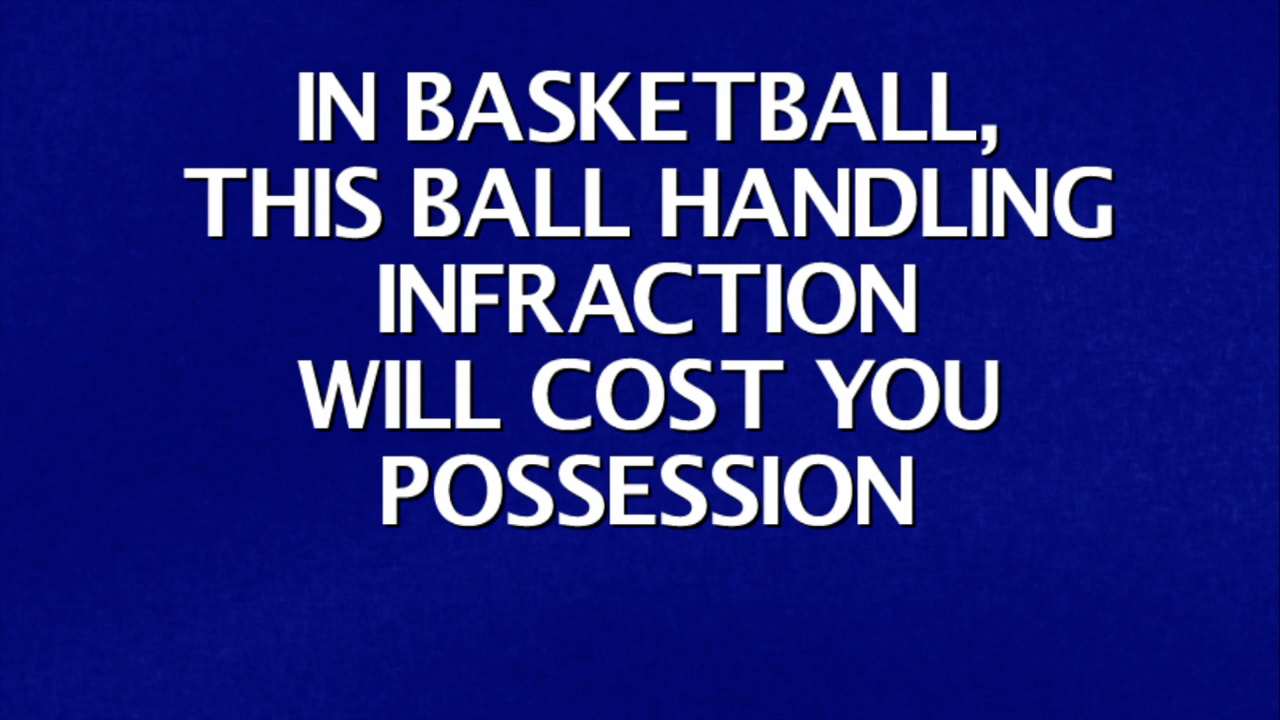 IN BASKETBALL,
THIS BALL HANDLING
INFRACTION
WILL COST YOU
POSSESSION